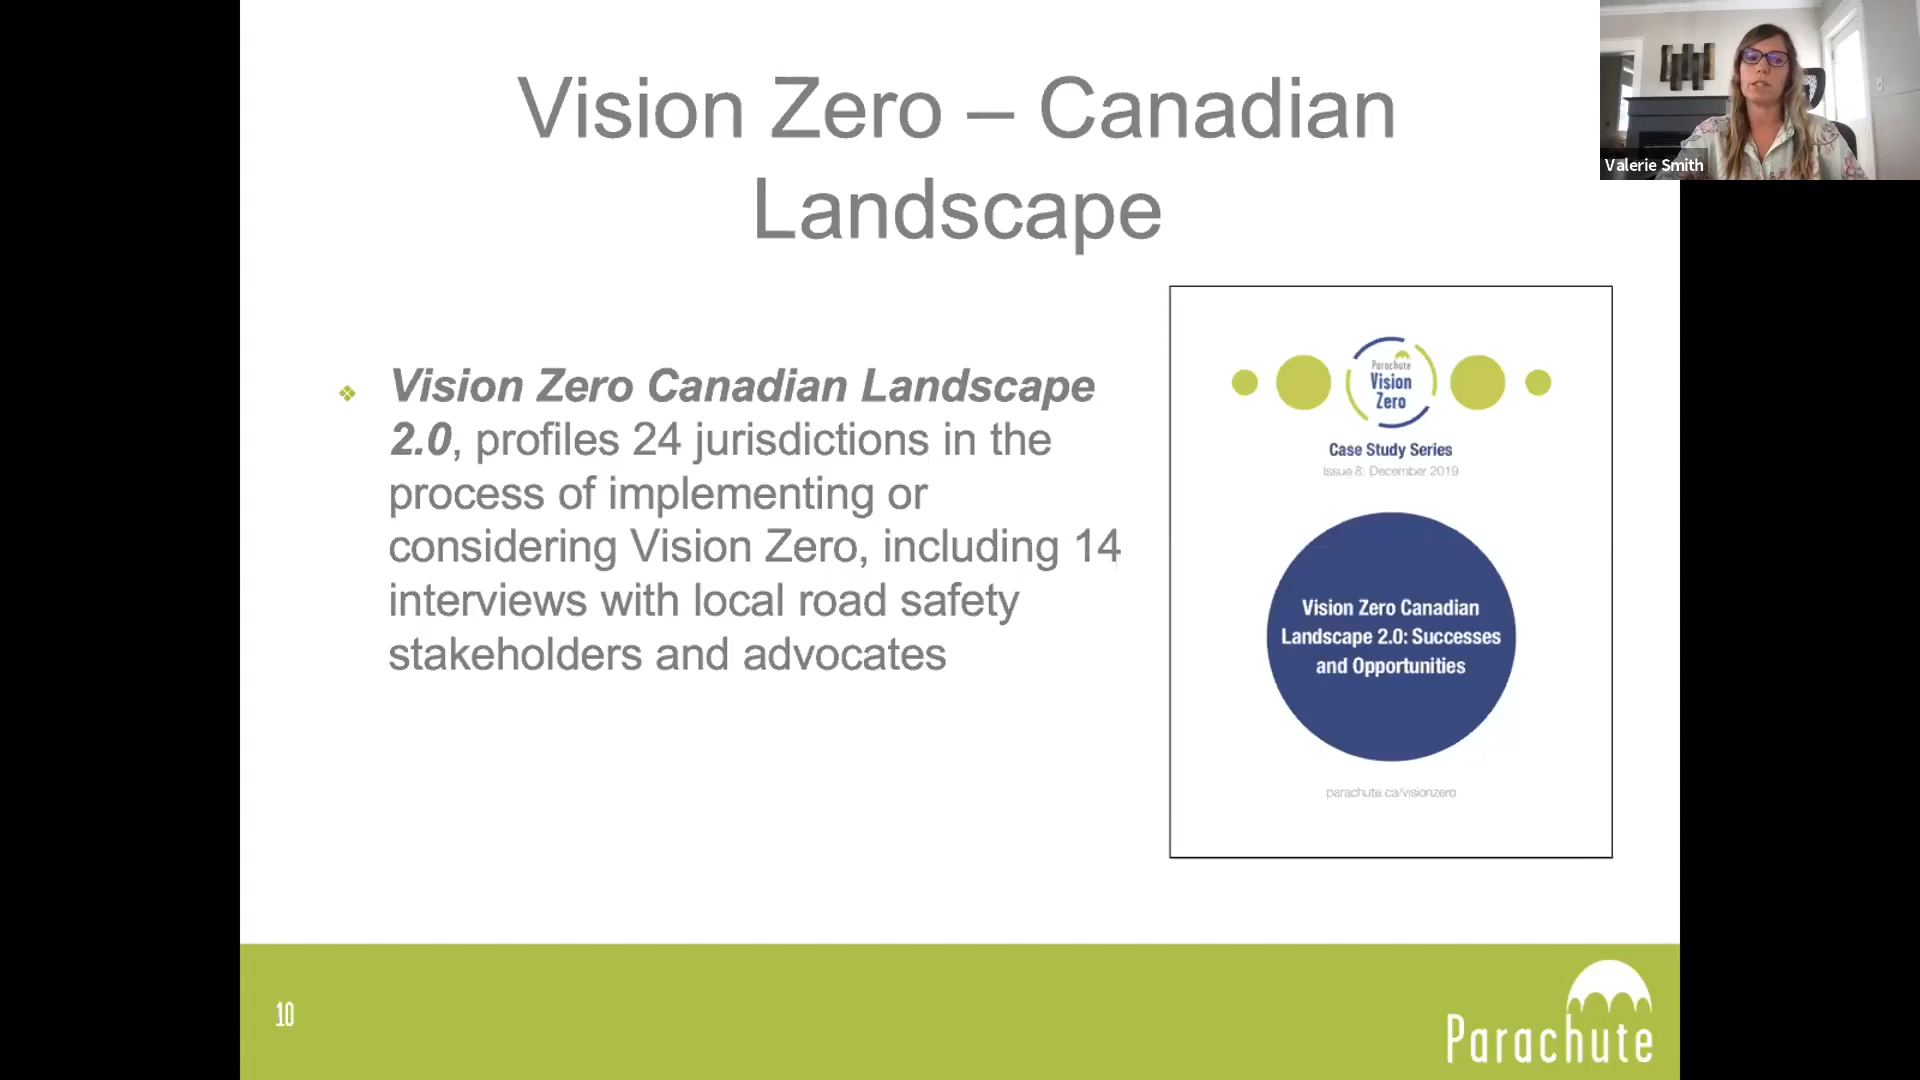 Vision Zero – Canadian
Landscape
Valerie Smith
Vision Zero Canadian Landscape
2.0, profiles 24 jurisdictions in the
process of implementing or
considering Vision Zero, including 14
interviews with local road safety
stakeholders and advocates
Parachute
Vision
Zero
Case Study Series
Issue 8: December 2019
Vision Zero Canadian
Landscape 2.0: Successes
and Opportunities
parachute.ca/visionzero
10
Parachute